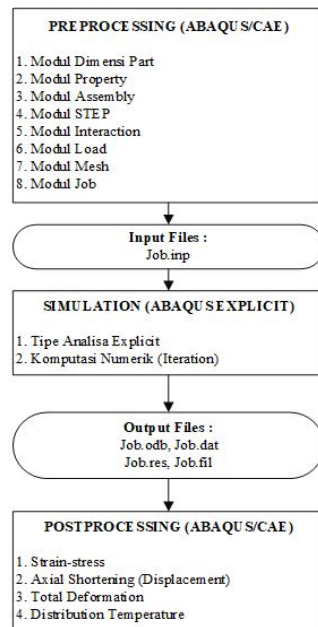 PREPROCESSING (ABAQUS/CAE)
1. Modul Dimensi Part
2. Modul Property
3. Modul Assembly
4. Modul STEP
5. Modul Interaction
6. Modul Load
7. Modul Mesh
8. Modul Job
Input Files :
Job.inp
SIMULATION (ABAQUS EXPLICIT)
1. Tipe Analisa Explicit
2. Komputasi Numerik (Iteration)
Output Files :
Job.odb, Job.dat
Job.res, Job.fil
POSTPROCESSING (ABAQUS/CAE)
1. Strain-stress
2. Axial Shortening (Displacement)
3. Total Deformation
4. Distribution Temperature